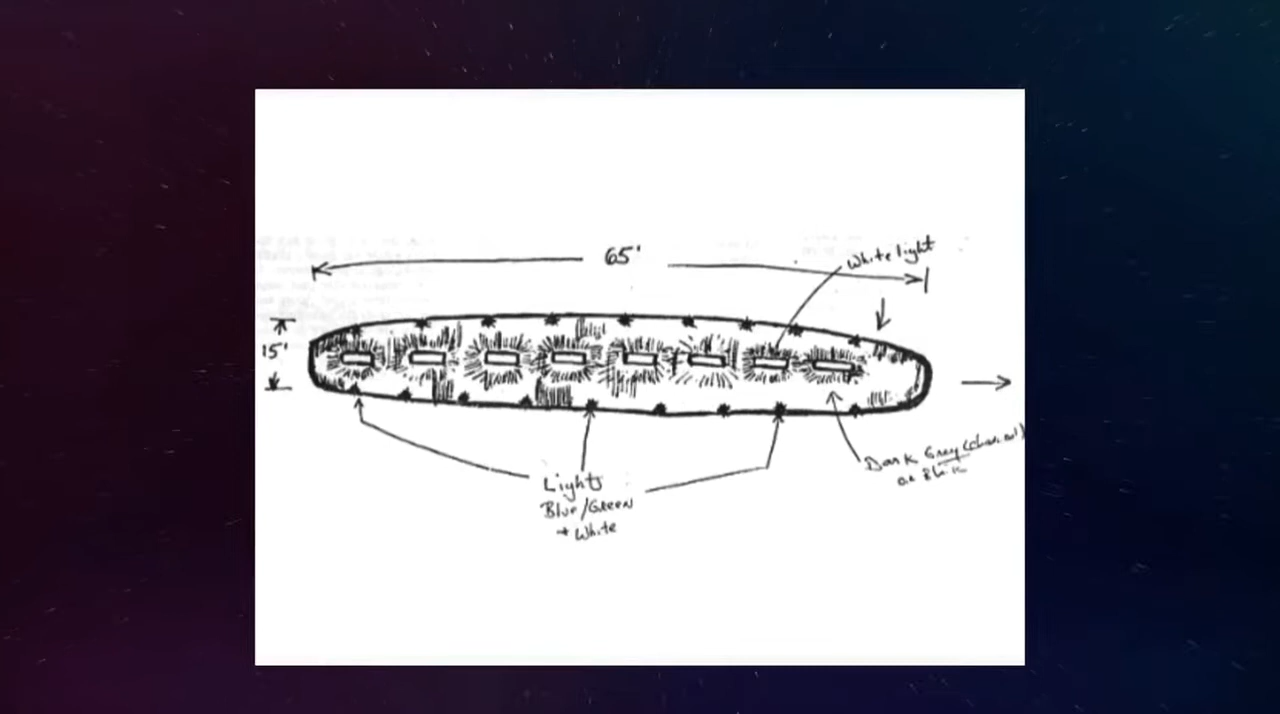 65'
White light
15'
Dark Grey (charcoal)
or Black
Lights
Blue/Green
+ White